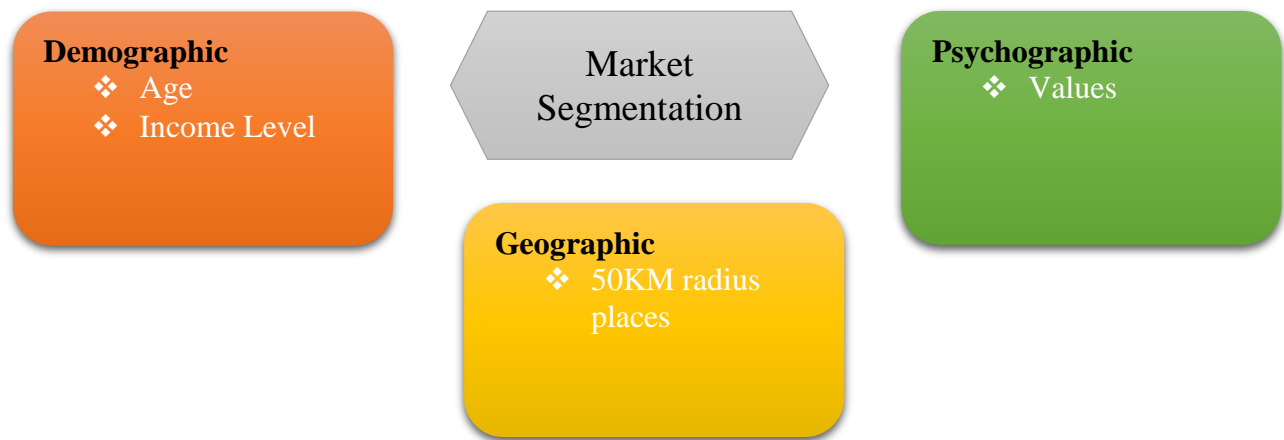 Demographic
❖ Age
❖ Income Level
Market
Segmentation
Psychographic
❖ Values
Geographic
❖ 50KM radius
places